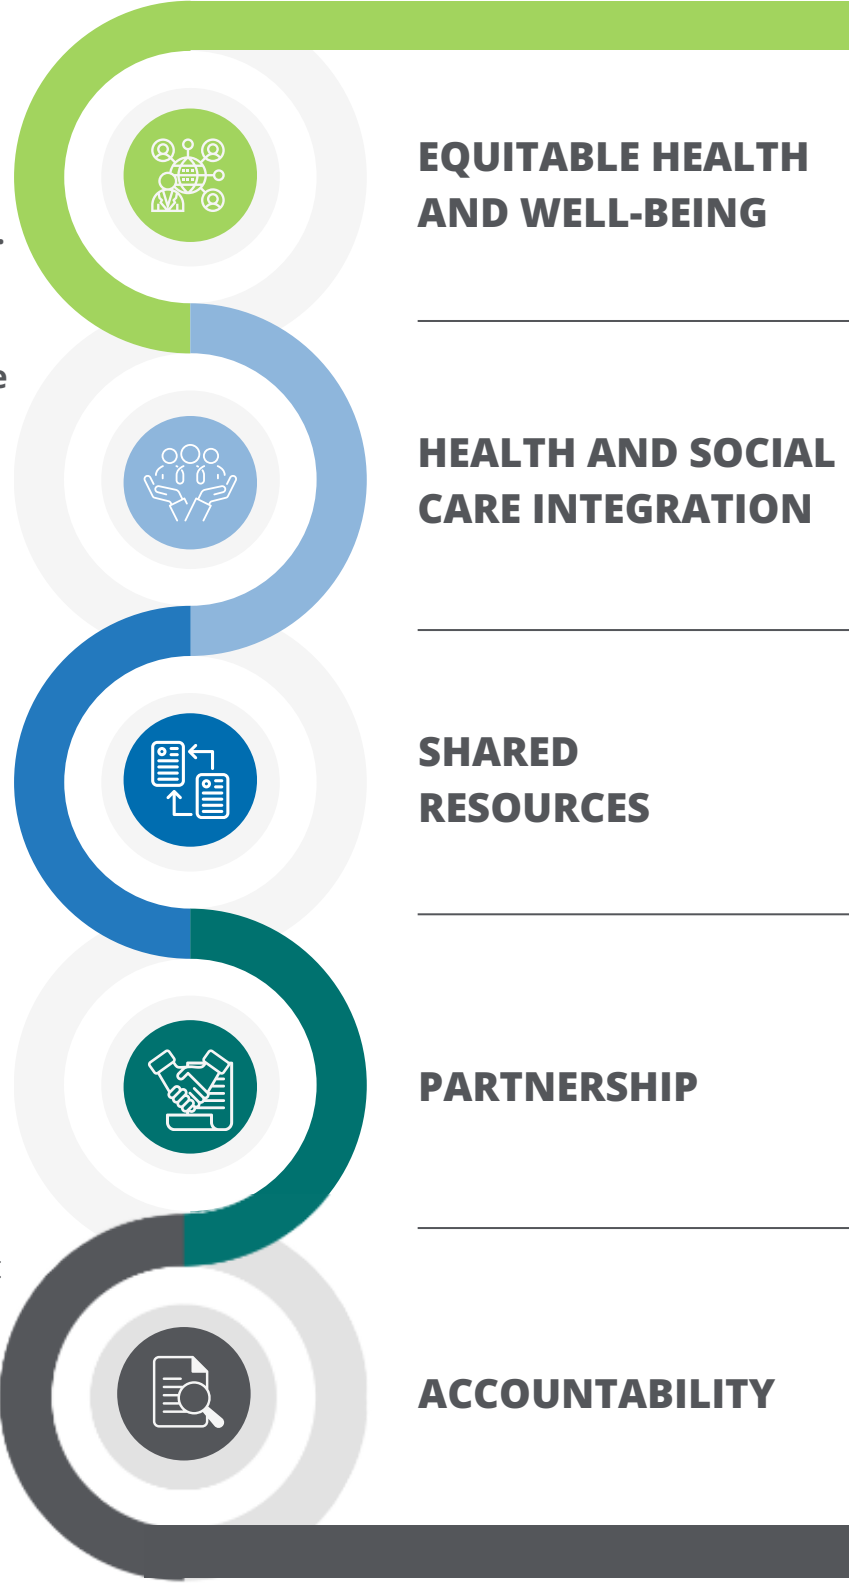 EQUITABLE HEALTH
AND WELL-BEING
HEALTH AND SOCIAL
CARE INTEGRATION
SHARED
RESOURCES
PARTNERSHIP
ACCOUNTABILITY